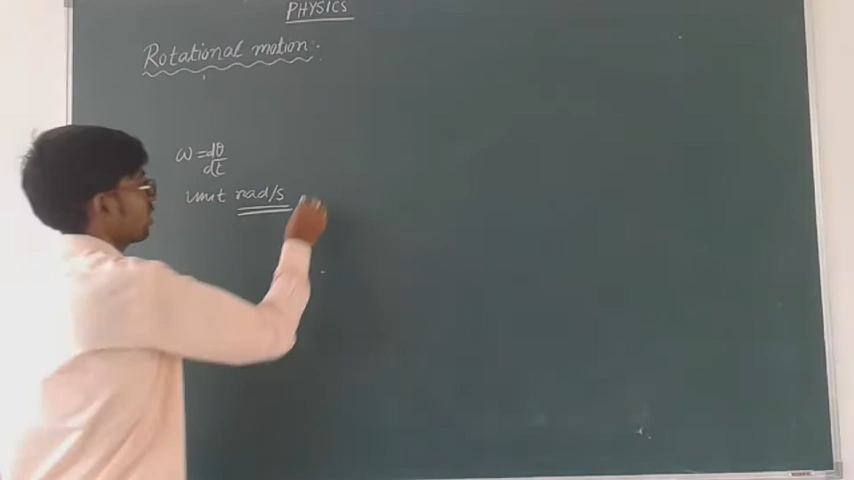 PHYSICS
Rotational motion:
ω = dθ/dt
unit rad/s